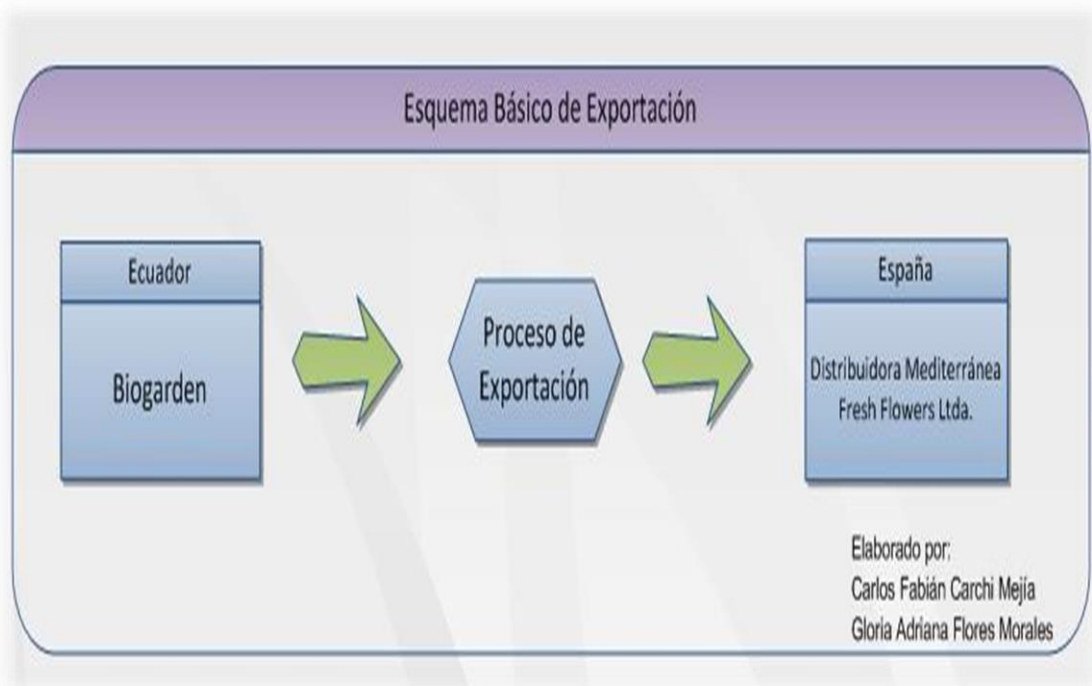 Esquema Básico de Exportación
Ecuador
Biogarden
Proceso de
Exportación
España
Distribuidora Mediterránea
Fresh Flowers Ltda.
Elaborado por:
Carlos Fabián Carchi Mejía
Gloria Adriana Flores Morales